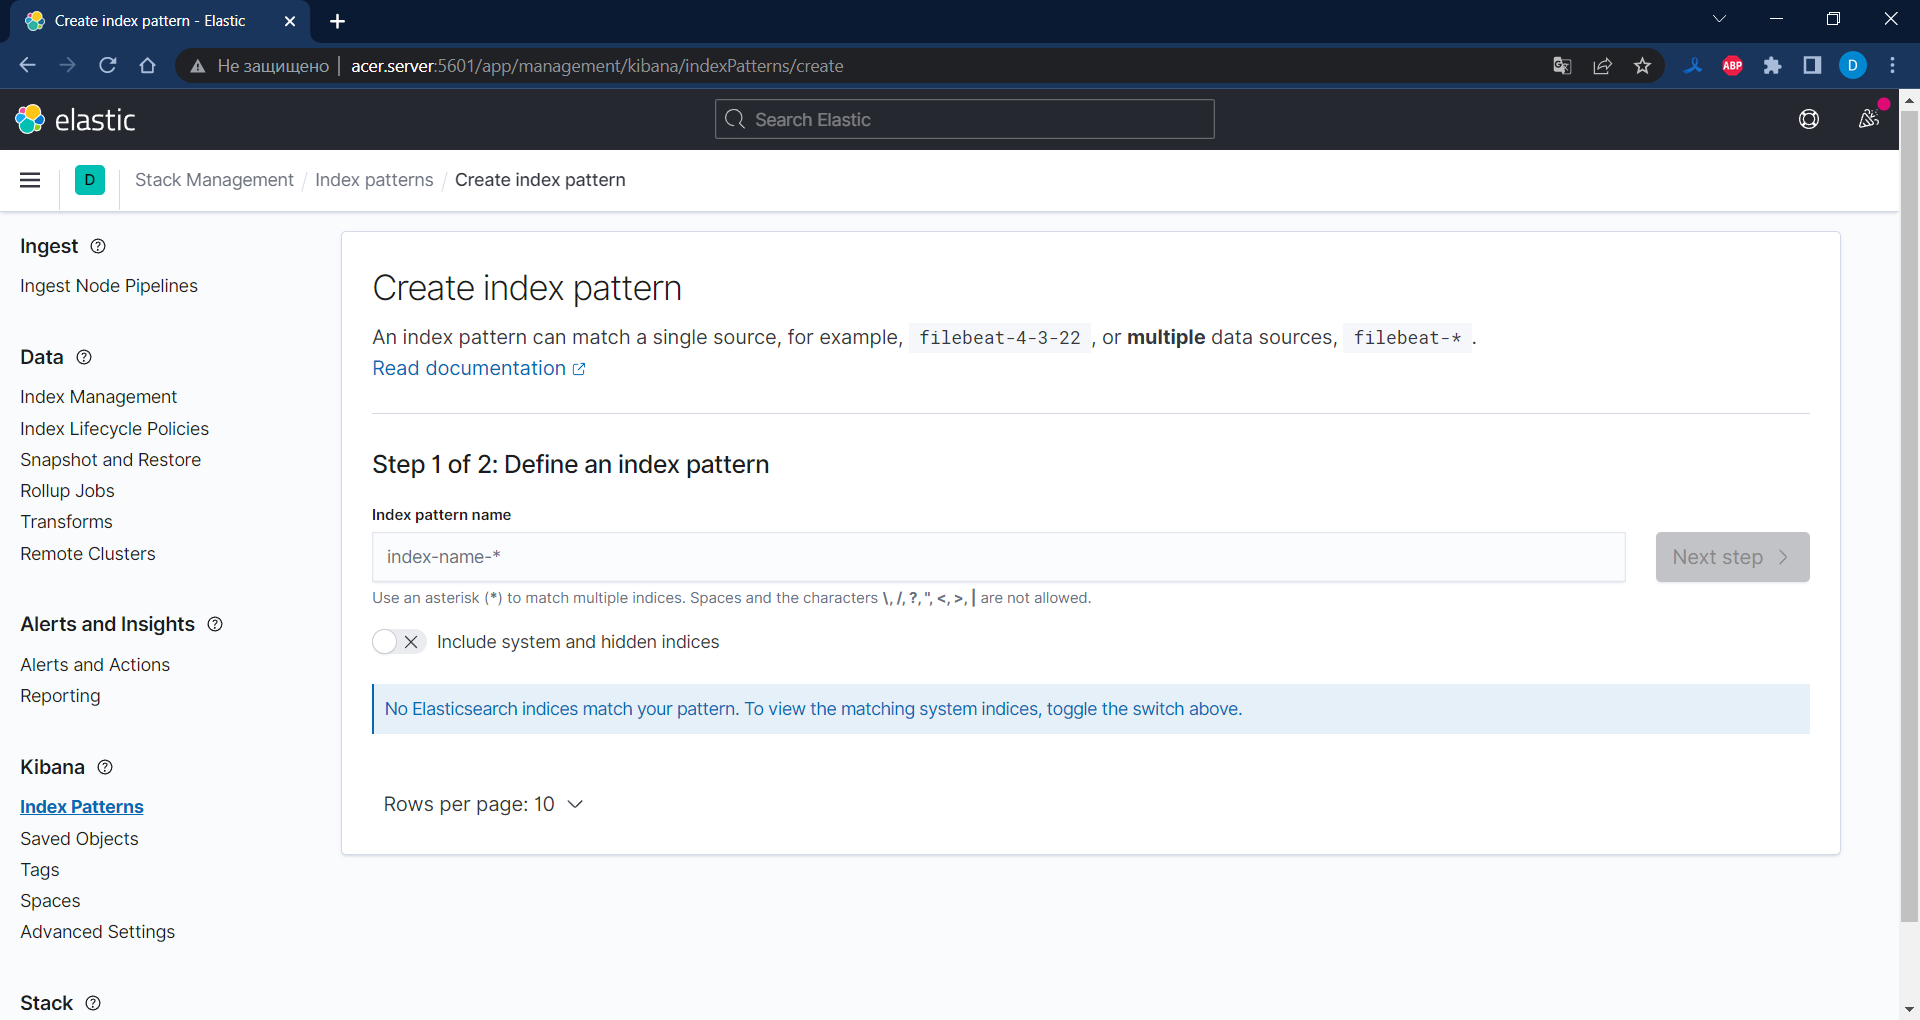 Create index pattern - Elastic
Не защищено | acer.server:5601/app/management/kibana/indexPatterns/create
ABP
D
elastic
Search Elastic
D
Stack Management / Index patterns / Create index pattern
Ingest
Ingest Node Pipelines
Data
Index Management
Index Lifecycle Policies
Snapshot and Restore
Rollup Jobs
Transforms
Remote Clusters
Alerts and Insights
Alerts and Actions
Reporting
Kibana
Index Patterns
Saved Objects
Tags
Spaces
Advanced Settings
Stack
Create index pattern
An index pattern can match a single source, for example, filebeat-4-3-22 , or multiple data sources, filebeat-* .
Read documentation
Step 1 of 2: Define an index pattern
Index pattern name
index-name-*
Next step
Use an asterisk (*) to match multiple indices. Spaces and the characters \, /, ?, ", <, >, | are not allowed.
Include system and hidden indices
No Elasticsearch indices match your pattern. To view the matching system indices, toggle the switch above.
Rows per page: 10